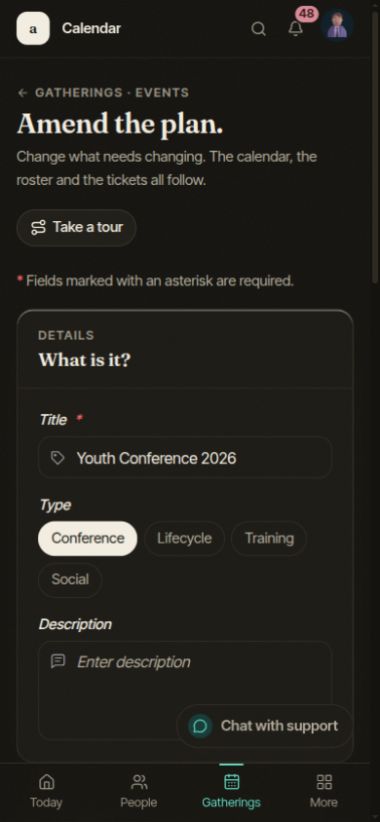 a Calendar 48
← GATHERINGS · EVENTS
Amend the plan.
Change what needs changing. The calendar, the
roster and the tickets all follow.
Take a tour
* Fields marked with an asterisk are required.
DETAILS
What is it?
Title *
Youth Conference 2026
Type
Conference Lifecycle Training
Social
Description
Enter description
Chat with support
Today People Gatherings More